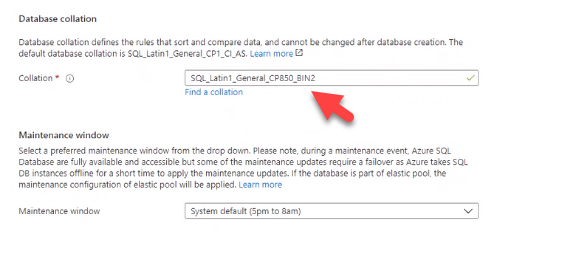 Database collation
Database collation defines the rules that sort and compare data, and cannot be changed after database creation. The
default database collation is SQL_Latin1_General_CP1_CI_AS. Learn more
Collation *
SQL_Latin1_General_CP850_BIN2
Find a collation
Maintenance window
Select a preferred maintenance window from the drop down. Please note, during a maintenance event, Azure SQL
Database are fully available and accessible but some of the maintenance updates require a failover as Azure takes SQL
DB instances offline for a short time to apply the maintenance updates. If the database is part of elastic pool, the
maintenance configuration of elastic pool will be applied. Learn more
Maintenance window
System default (5pm to 8am)